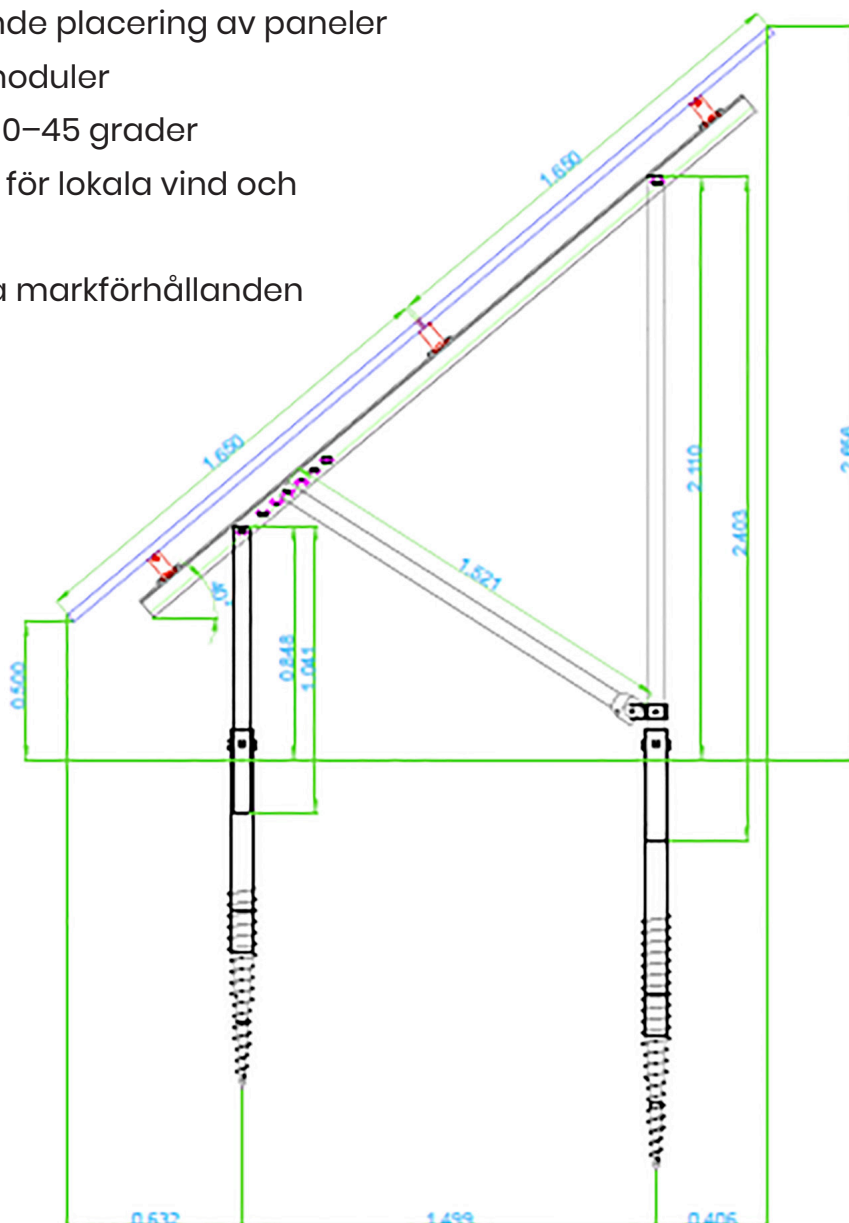 nde placering av paneler
moduler
0–45 grader
för lokala vind och
a markförhållanden
1.650
1.650
2.110
2.403
1.521
0.848
1.041
0.500
0.632
1.499
0.406